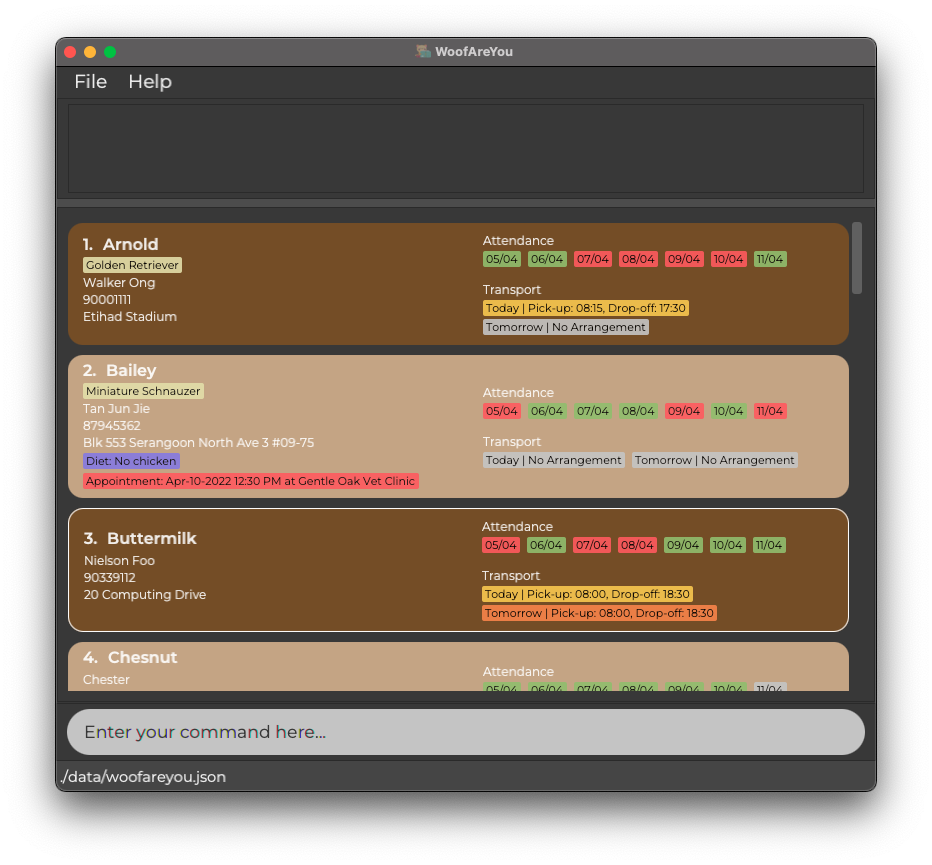 WoofAreYou
File Help
1. Arnold
Golden Retriever
Walker Ong
90001111
Etihad Stadium
Attendance
05/04 06/04 07/04 08/04 09/04 10/04 11/04
Transport
Today | Pick-up: 08:15, Drop-off: 17:30
Tomorrow | No Arrangement
2. Bailey
Miniature Schnauzer
Tan Jun Jie
87945362
Blk 553 Serangoon North Ave 3 #09-75
Diet: No chicken
Appointment: Apr-10-2022 12:30 PM at Gentle Oak Vet Clinic
Attendance
05/04 06/04 07/04 08/04 09/04 10/04 11/04
Transport
Today | No Arrangement Tomorrow | No Arrangement
3. Buttermilk
Nielson Foo
90339112
20 Computing Drive
Attendance
05/04 06/04 07/04 08/04 09/04 10/04 11/04
Transport
Today | Pick-up: 08:00, Drop-off: 18:30
Tomorrow | Pick-up: 08:00, Drop-off: 18:30
4. Chesnut
Chester
Attendance
05/04 06/04 07/04 08/04 09/04 10/04 11/04
Enter your command here...
./data/woofareyou.json